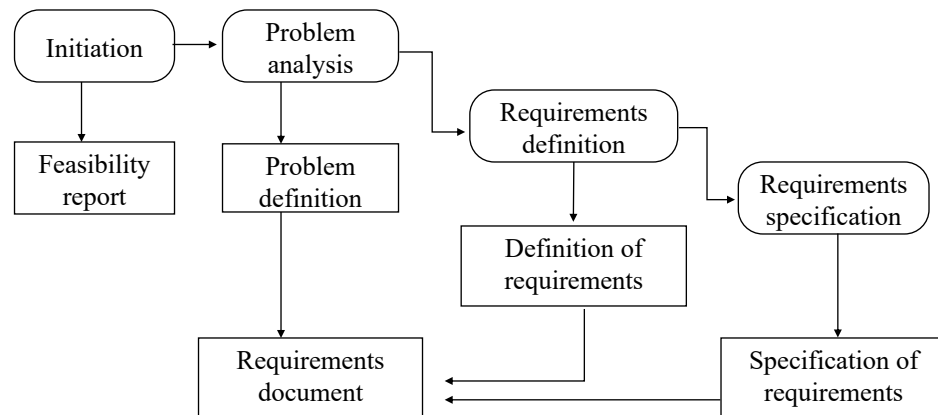 Initiation
Problem
analysis
Requirements
definition
Feasibility
report
Problem
definition
Requirements
specification
Definition of
requirements
Requirements
document
Specification of
requirements